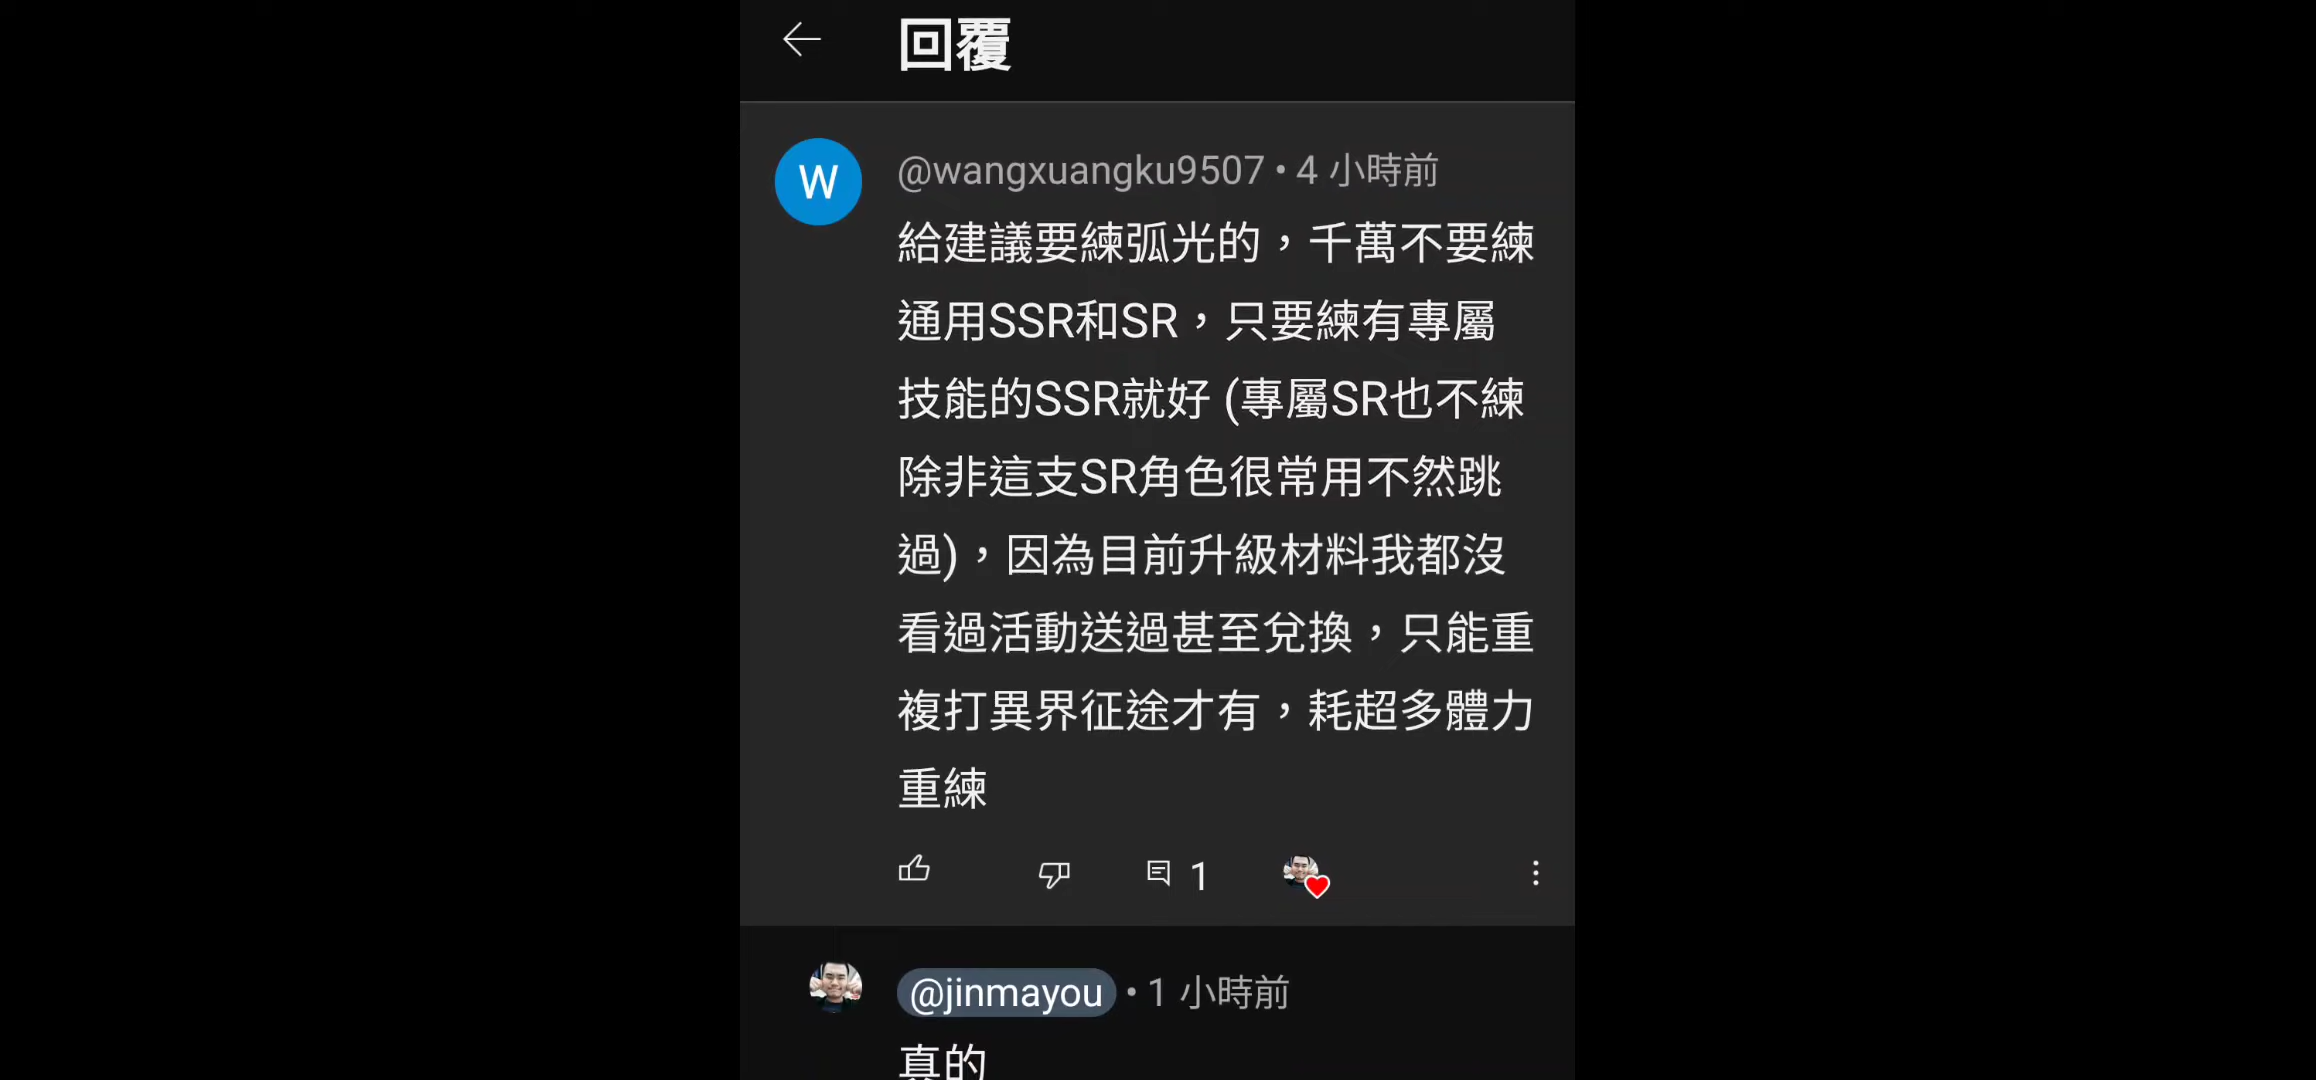 回覆
W
@wangxuangku9507 • 4 小時前
給建議要練弧光的，千萬不要練
通用SSR和SR，只要練有專屬
技能的SSR就好 (專屬SR也不練
除非這支SR角色很常用不然跳
過)，因為目前升級材料我都沒
看過活動送過甚至兌換，只能重
複打異界征途才有，耗超多體力
重練
1
@jinmayou • 1 小時前
真的